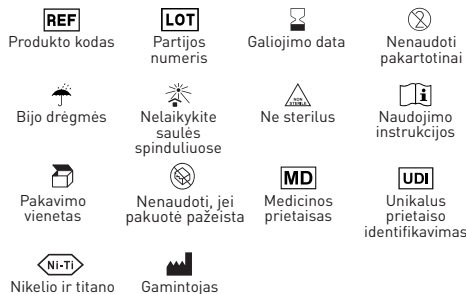 REF
LOT
Produkto kodas
Partijos
numeris
Galiojimo data
Nenaudoti
pakartotinai
2
Bijo drėgmės
Nelaikykite
saulės
spinduliuose
NON
STERILE
Ne sterilus
Naudojimo
instrukcijos
i
Pakavimo
vienetas
Nenaudoti, jei
pakuotė pažeista
MD
Medicinos
prietaisas
UDI
Unikalus
prietaiso
identifikavimas
Ni-Ti
Nikelio ir titano
Gamintojas